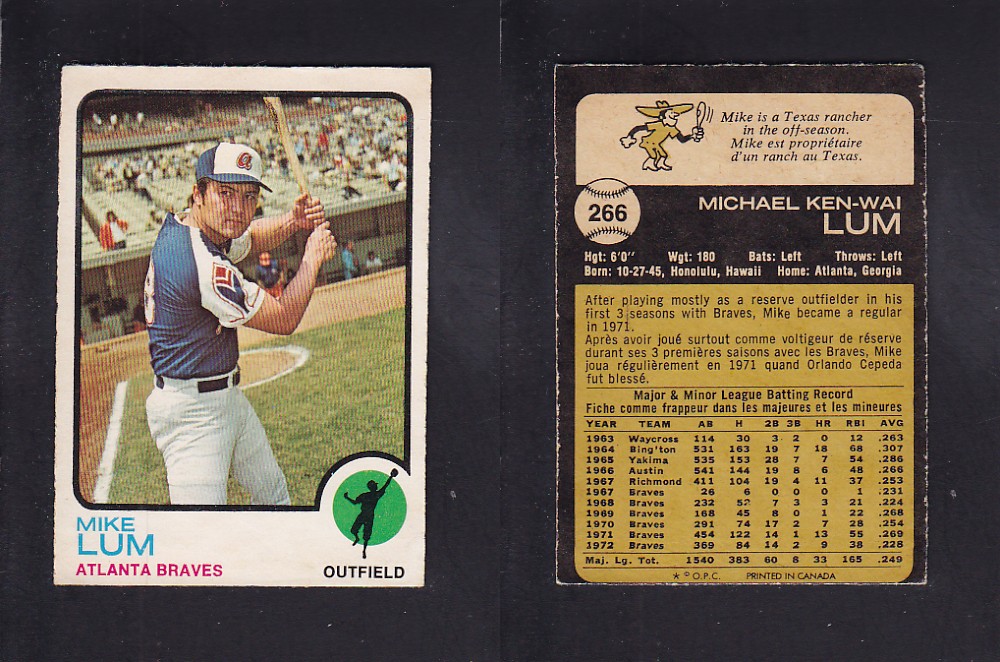 MIKE
LUM
ATLANTA BRAVES
OUTFIELD
Mike is a Texas rancher
in the off-season.
Mike est propriétaire
d'un ranch au Texas.
266
MICHAEL KEN-WAI
LUM
Hgt: 6'0" Wgt: 180 Bats: Left Throws: Left
Born: 10-27-45, Honolulu, Hawaii Home: Atlanta, Georgia
After playing mostly as a reserve outfielder in his
first 3 seasons with Braves, Mike became a regular
in 1971.
Après avoir joué surtout comme voltigeur de réserve
durant ses 3 premières saisons avec les Braves, Mike
joua régulièrement en 1971 quand Orlando Cepeda
fut blessé.
Major & Minor League Batting Record
Fiche comme frappeur dans les majeures et les mineures
YEAR TEAM AB H 2B 3B HR RBI AVG
1963 Waycross 114 30 3 2 0 12 .263
1964 Bing'ton 531 163 19 7 18 68 .307
1965 Yakima 535 153 28 7 7 54 .286
1966 Austin 541 144 19 8 6 48 .266
1967 Richmond 411 104 19 4 11 37 .253
1967 Braves 26 6 0 0 0 1 .231
1968 Braves 232 52 7 3 3 21 .224
1969 Braves 168 45 8 0 1 22 .268
1970 Braves 291 74 17 2 7 28 .254
1971 Braves 454 122 14 1 13 55 .269
1972 Braves 369 84 14 2 9 38 .228
Maj. Lg. Tot. 1540 383 60 8 33 165 .249
* © O.P.C. PRINTED IN CANADA